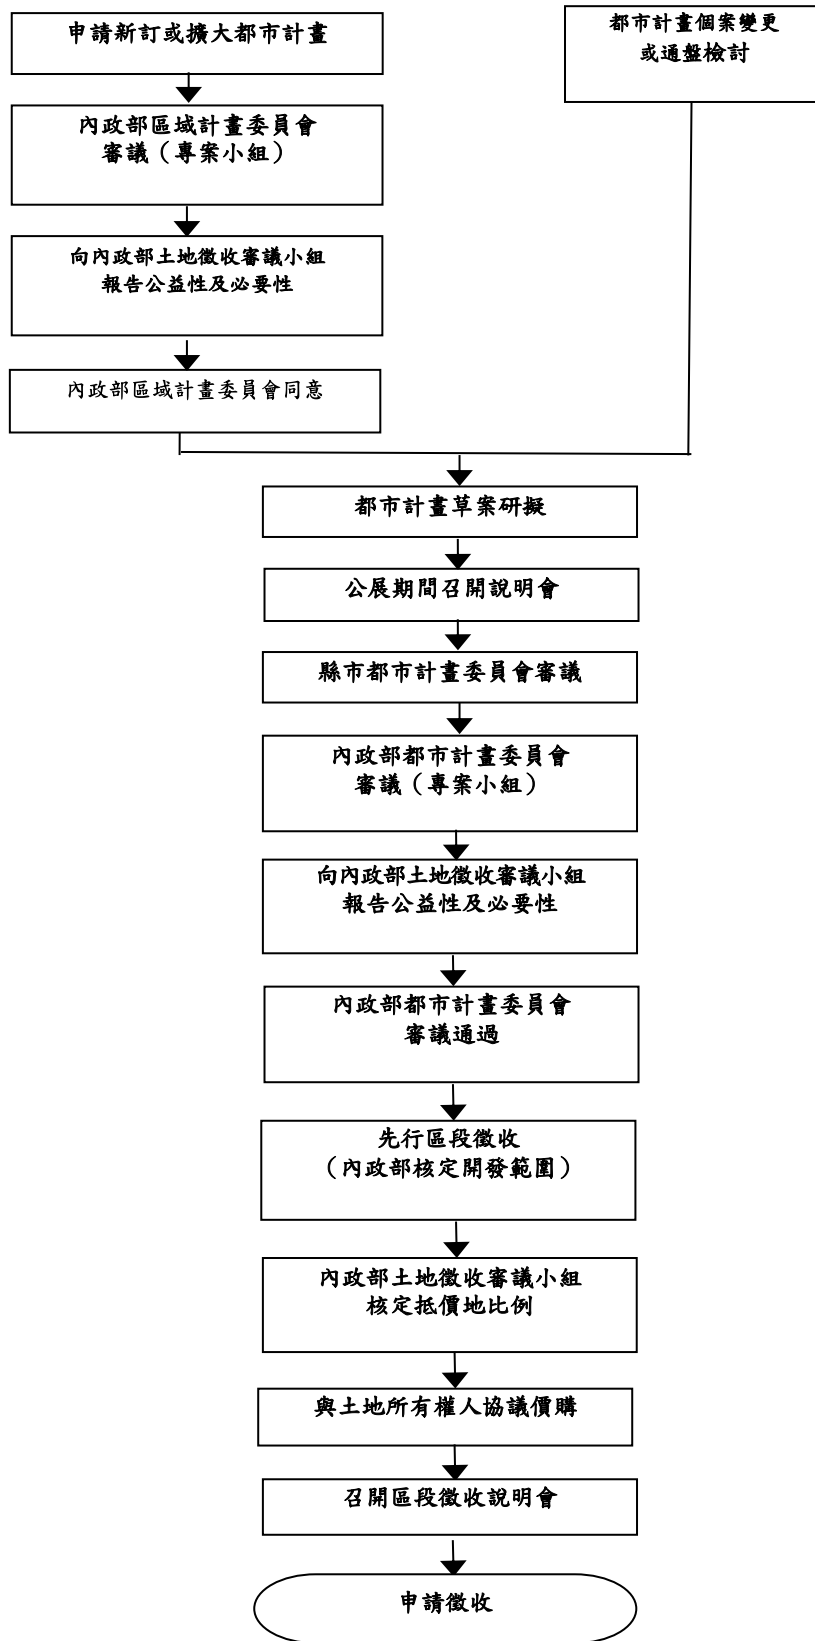 申請新訂或擴大都市計畫
都市計畫個案變更
或通盤檢討
內政部區域計畫委員會
審議（專案小組）
向內政部土地徵收審議小組
報告公益性及必要性
內政部區域計畫委員會同意
都市計畫草案研擬
公展期間召開說明會
縣市都市計畫委員會審議
內政部都市計畫委員會
審議（專案小組）
向內政部土地徵收審議小組
報告公益性及必要性
內政部都市計畫委員會
審議通過
先行區段徵收
（內政部核定開發範圍）
內政部土地徵收審議小組
核定抵價地比例
與土地所有權人協議價購
召開區段徵收說明會
申請徵收